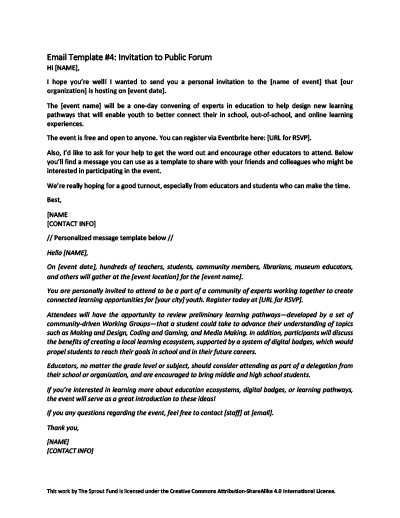 Email Template #4: Invitation to Public Forum
Hi [NAME],
I hope you're well! I wanted to send you a personal invitation to the [name of event] that [our
organization] is hosting on [event date].
The [event name] will be a one-day convening of experts in education to help design new learning
pathways that will enable youth to better connect their in school, out-of-school, and online learning
experiences.
The event is free and open to anyone. You can register via Eventbrite here: [URL for RSVP].
Also, I'd like to ask for your help to get the word out and encourage other educators to attend. Below
you'll find a message you can use as a template to share with your friends and colleagues who might be
interested in participating in the event.
We're really hoping for a good turnout, especially from educators and students who can make the time.
Best,
[NAME
[CONTACT INFO]
// Personalized message template below //
Hello [NAME],
On [event date], hundreds of teachers, students, community members, librarians, museum educators,
and others will gather at the [event location] for the [event name].
You are personally invited to attend to be a part of a community of experts working together to create
connected learning opportunities for [your city] youth. Register today at [URL for RSVP].
Attendees will have the opportunity to review preliminary learning pathways—developed by a set of
community-driven Working Groups—that a student could take to advance their understanding of topics
such as Making and Design, Coding and Gaming, and Media Making. In addition, participants will discuss
the benefits of creating a local learning ecosystem, supported by a system of digital badges, which would
propel students to reach their goals in school and in their future careers.
Educators, no matter the grade level or subject, should consider attending as part of a delegation from
their school or organization, and are encouraged to bring middle and high school students.
If you're interested in learning more about education ecosystems, digital badges, or learning pathways,
the event will serve as a great introduction to these ideas!
If you any questions regarding the event, feel free to contact [staff] at [email].
Thank you,
[NAME]
[CONTACT INFO]
This work by The Sprout Fund is licensed under the Creative Commons Attribution-ShareAlike 4.0 International License.